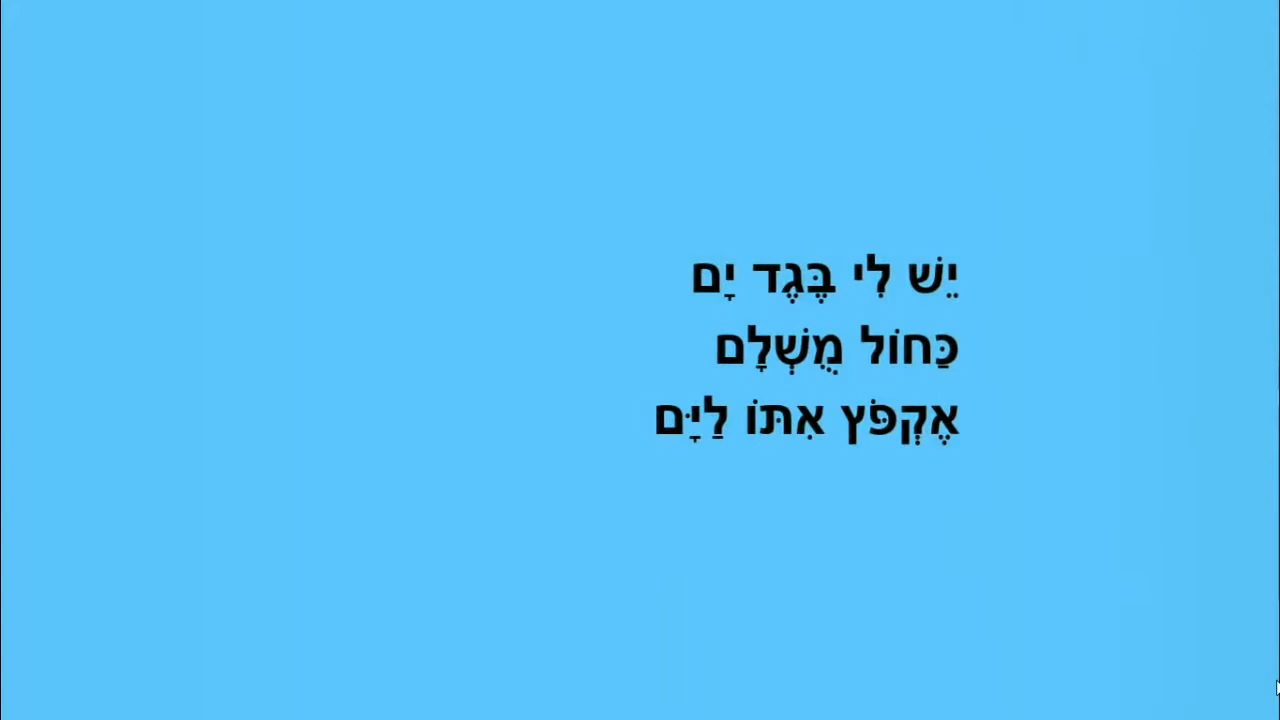 יֵשׁ לִי בֶּגֶד יָם
כַּחוֹל מֻשְׁלָם
אֶקְפֹּץ אִתּוֹ לַיָּם